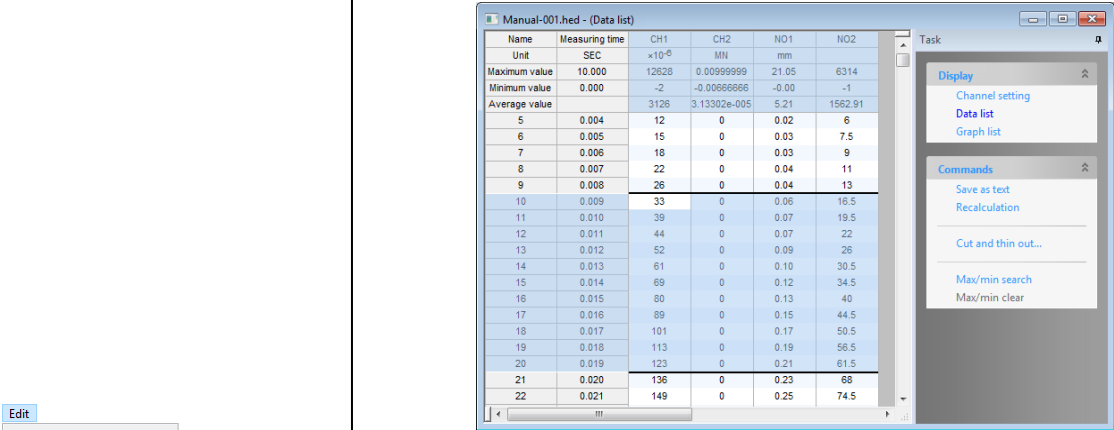 Manual-001.hed - (Data list)
Name Measuring time CH1 CH2 NO1 NO2
Unit SEC ×10⁻⁶ MN mm
Maximum value 10.000 12628 0.00999999 21.05 6314
Minimum value 0.000 -2 -0.00666666 -0.00 -1
Average value 3126 3.13302e-005 5.21 1562.91
5 0.004 12 0 0.02 6
6 0.005 15 0 0.03 7.5
7 0.006 18 0 0.03 9
8 0.007 22 0 0.04 11
9 0.008 26 0 0.04 13
10 0.009 33 0 0.06 16.5
11 0.010 39 0 0.07 19.5
12 0.011 44 0 0.07 22
13 0.012 52 0 0.09 26
14 0.013 61 0 0.10 30.5
15 0.014 69 0 0.12 34.5
16 0.015 80 0 0.13 40
17 0.016 89 0 0.15 44.5
18 0.017 101 0 0.17 50.5
19 0.018 113 0 0.19 56.5
20 0.019 123 0 0.21 61.5
21 0.020 136 0 0.23 68
22 0.021 149 0 0.25 74.5
Task
Display
Channel setting
Data list
Graph list
Commands
Save as text
Recalculation
Cut and thin out...
Max/min search
Max/min clear
Edit